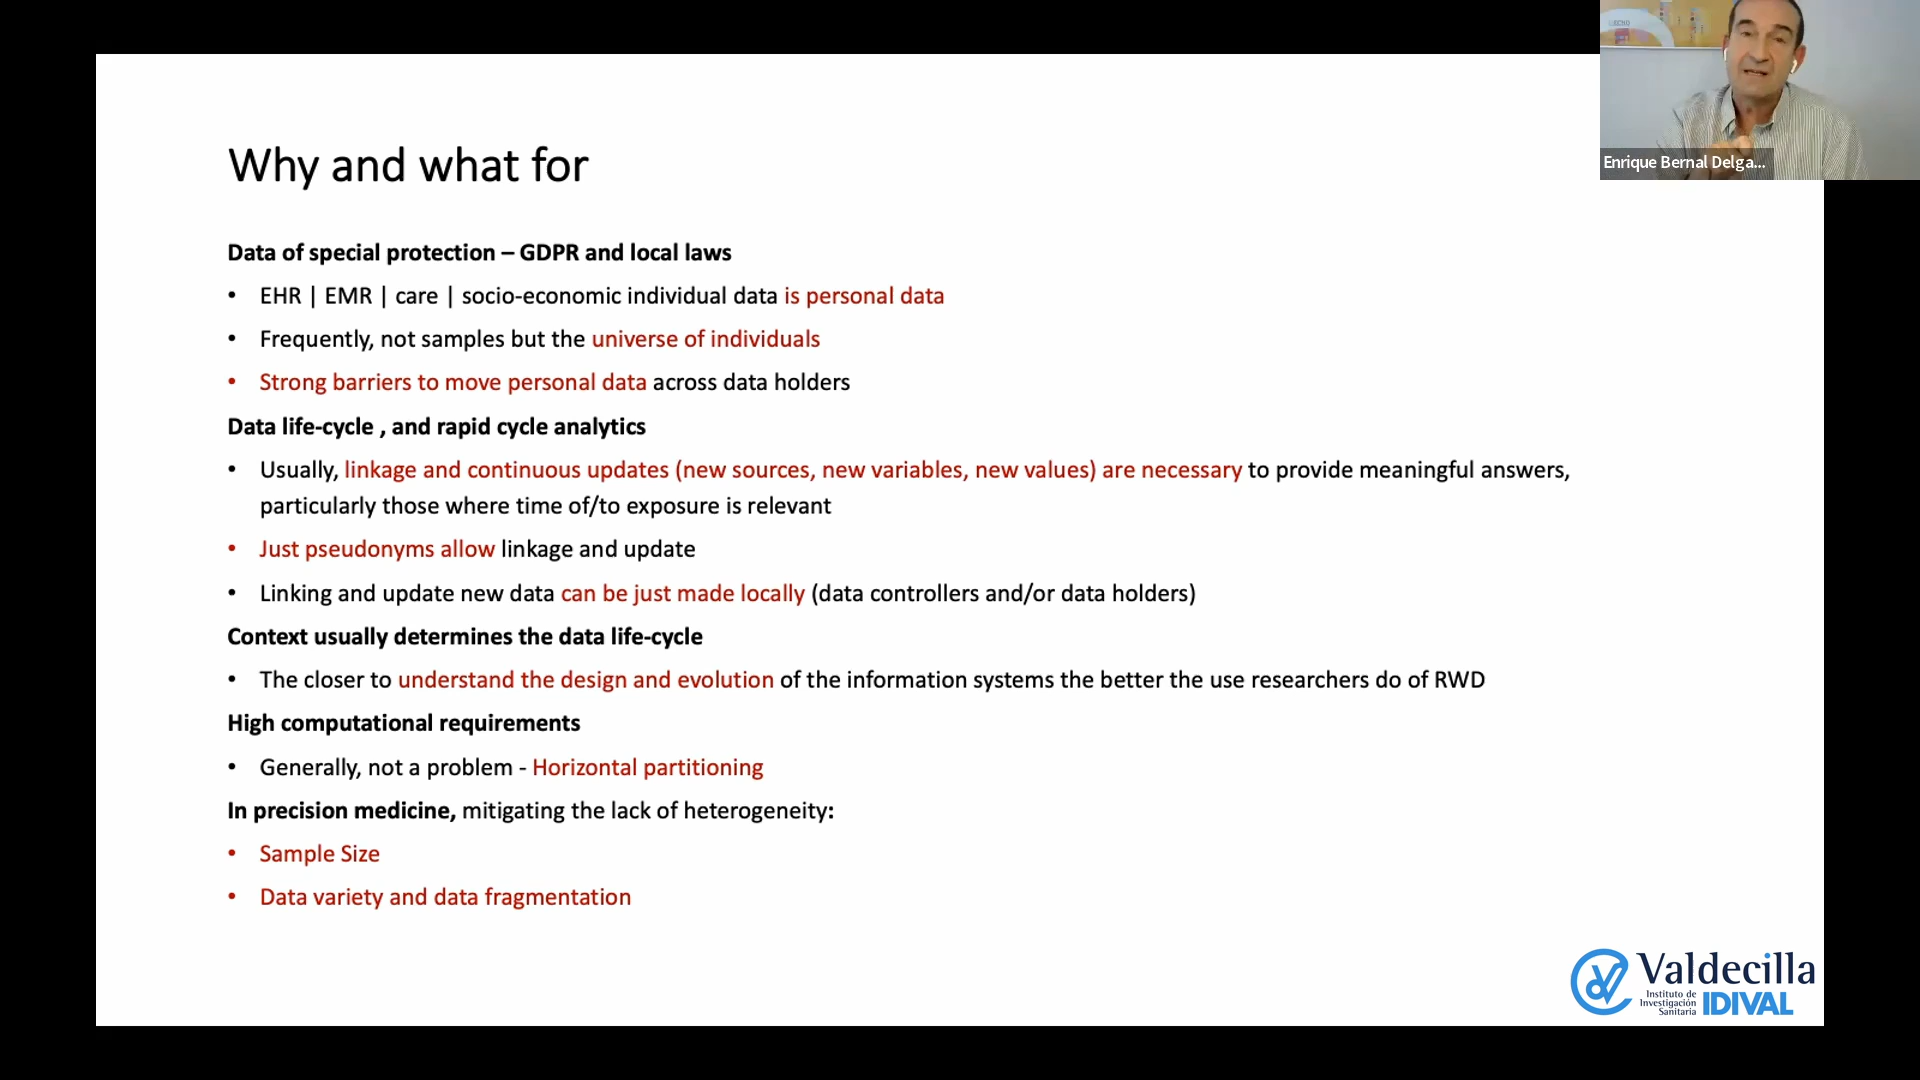 Enrique Bernal Delga...
Why and what for
Data of special protection – GDPR and local laws
• EHR | EMR | care | socio-economic individual data is personal data
• Frequently, not samples but the universe of individuals
• Strong barriers to move personal data across data holders
Data life-cycle , and rapid cycle analytics
• Usually, linkage and continuous updates (new sources, new variables, new values) are necessary to provide meaningful answers,
particularly those where time of/to exposure is relevant
• Just pseudonyms allow linkage and update
• Linking and update new data can be just made locally (data controllers and/or data holders)
Context usually determines the data life-cycle
• The closer to understand the design and evolution of the information systems the better the use researchers do of RWD
High computational requirements
• Generally, not a problem - Horizontal partitioning
In precision medicine, mitigating the lack of heterogeneity:
• Sample Size
• Data variety and data fragmentation
Valdecilla
Instituto de
Investigación
Sanitaria
IDIVAL